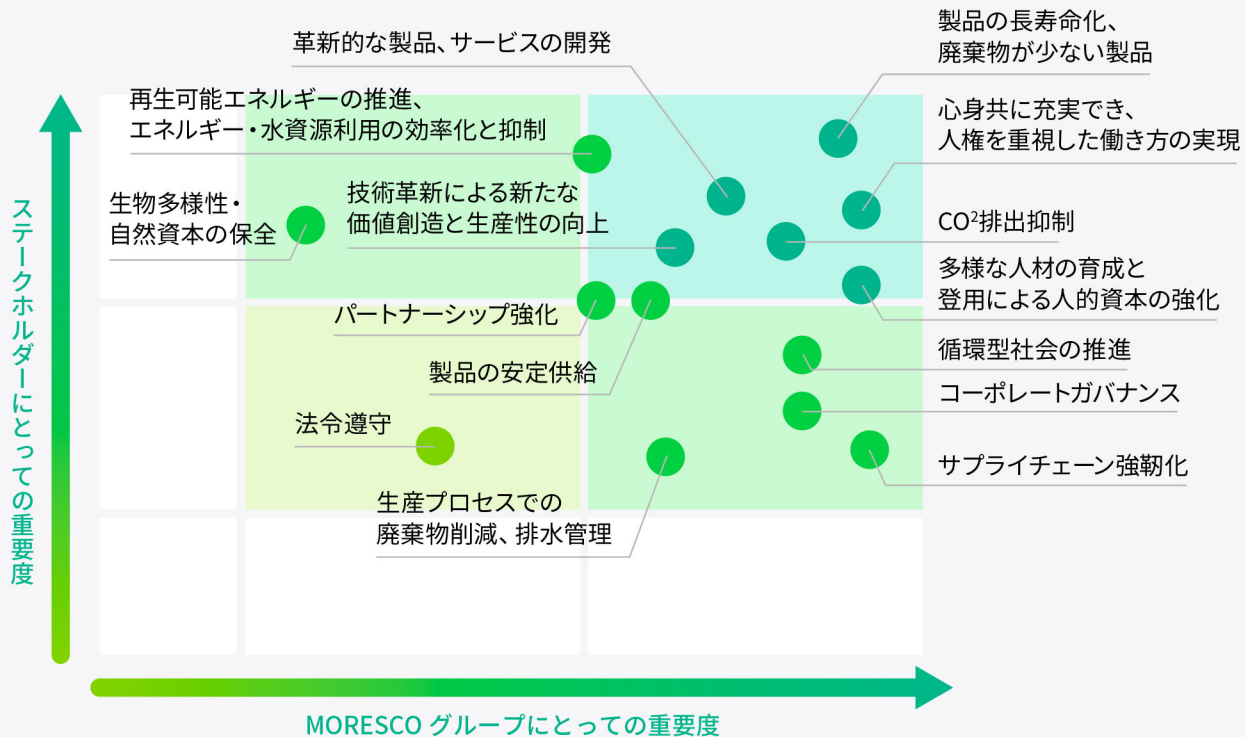 革新的な製品、サービスの開発
製品の長寿命化、
廃棄物が少ない製品
再生可能エネルギーの推進、
エネルギー・水資源利用の効率化と抑制
心身共に充実でき、
人権を重視した働き方の実現
生物多様性・
自然資本の保全
技術革新による新たな
価値創造と生産性の向上
CO²排出抑制
多様な人材の育成と
登用による人的資本の強化
パートナーシップ強化
循環型社会の推進
製品の安定供給
コーポレートガバナンス
法令遵守
サプライチェーン強靭化
生産プロセスでの
廃棄物削減、排水管理
ステークホルダーにとっての重要度
MORESCO グループにとっての重要度